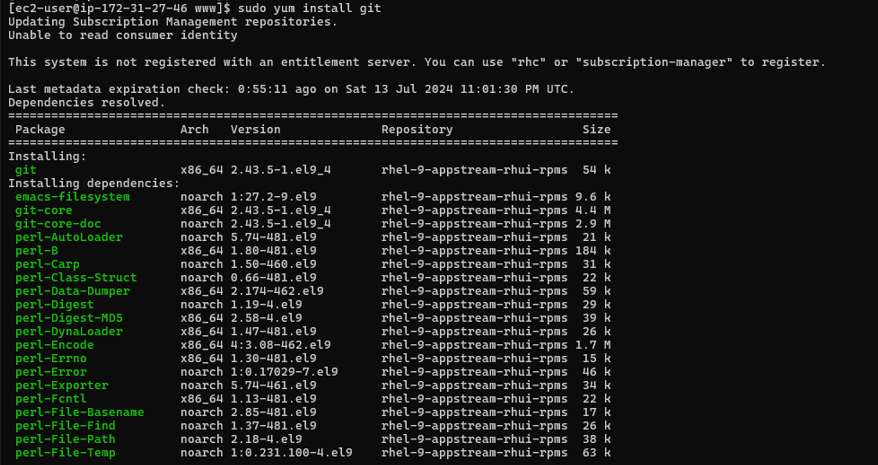 [ec2-user@ip-172-31-27-46 www]$ sudo yum install git
Updating Subscription Management repositories.
Unable to read consumer identity
This system is not registered with an entitlement server. You can use "rhc" or "subscription-manager" to register.
Last metadata expiration check: 0:55:11 ago on Sat 13 Jul 2024 11:01:30 PM UTC.
Dependencies resolved.
================================================================================
Package Arch Version Repository Size
================================================================================
Installing:
git x86_64 2.43.5-1.el9_4 rhel-9-appstream-rhui-rpms 54 k
Installing dependencies:
emacs-filesystem noarch 1:27.2-9.el9 rhel-9-appstream-rhui-rpms 9.6 k
git-core x86_64 2.43.5-1.el9_4 rhel-9-appstream-rhui-rpms 4.4 M
git-core-doc noarch 2.43.5-1.el9_4 rhel-9-appstream-rhui-rpms 2.9 M
perl-AutoLoader noarch 5.74-481.el9 rhel-9-appstream-rhui-rpms 21 k
perl-B x86_64 1.80-481.el9 rhel-9-appstream-rhui-rpms 184 k
perl-Carp noarch 1.50-460.el9 rhel-9-appstream-rhui-rpms 31 k
perl-Class-Struct noarch 0.66-481.el9 rhel-9-appstream-rhui-rpms 22 k
perl-Data-Dumper x86_64 2.174-462.el9 rhel-9-appstream-rhui-rpms 59 k
perl-Digest noarch 1.19-4.el9 rhel-9-appstream-rhui-rpms 29 k
perl-Digest-MD5 x86_64 2.58-4.el9 rhel-9-appstream-rhui-rpms 39 k
perl-DynaLoader x86_64 1.47-481.el9 rhel-9-appstream-rhui-rpms 26 k
perl-Encode x86_64 4:3.08-462.el9 rhel-9-appstream-rhui-rpms 1.7 M
perl-Errno x86_64 1.30-481.el9 rhel-9-appstream-rhui-rpms 15 k
perl-Error noarch 1:0.17029-7.el9 rhel-9-appstream-rhui-rpms 46 k
perl-Exporter noarch 5.74-461.el9 rhel-9-appstream-rhui-rpms 34 k
perl-Fcntl x86_64 1.13-481.el9 rhel-9-appstream-rhui-rpms 22 k
perl-File-Basename noarch 2.85-481.el9 rhel-9-appstream-rhui-rpms 17 k
perl-File-Find noarch 1.37-481.el9 rhel-9-appstream-rhui-rpms 26 k
perl-File-Path noarch 2.18-4.el9 rhel-9-appstream-rhui-rpms 38 k
perl-File-Temp noarch 1:0.231.100-4.el9 rhel-9-appstream-rhui-rpms 63 k